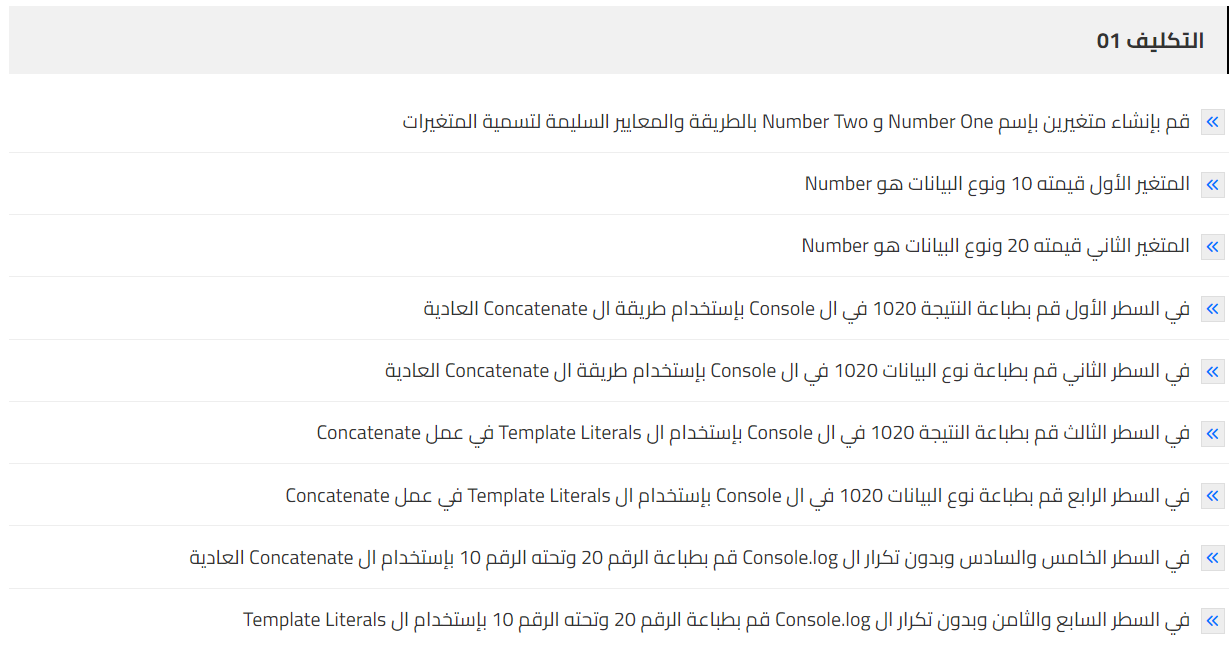 التكليف 01
قم بإنشاء متغيرين بإسم Number One و Number Two بالطريقة والمعايير السليمة لتسمية المتغيرات
المتغير الأول قيمته 10 ونوع البيانات هو Number
المتغير الثاني قيمته 20 ونوع البيانات هو Number
في السطر الأول قم بطباعة النتيجة 1020 في ال Console بإستخدام طريقة ال Concatenate العادية
في السطر الثاني قم بطباعة نوع البيانات 1020 في ال Console بإستخدام طريقة ال Concatenate العادية
في السطر الثالث قم بطباعة النتيجة 1020 في ال Console بإستخدام ال Template Literals في عمل Concatenate
في السطر الرابع قم بطباعة نوع البيانات 1020 في ال Console بإستخدام ال Template Literals في عمل Concatenate
في السطر الخامس والسادس وبدون تكرار ال Console.log قم بطباعة الرقم 20 وتحته الرقم 10 بإستخدام ال Concatenate العادية
في السطر السابع والثامن وبدون تكرار ال Console.log قم بطباعة الرقم 20 وتحته الرقم 10 بإستخدام ال Template Literals